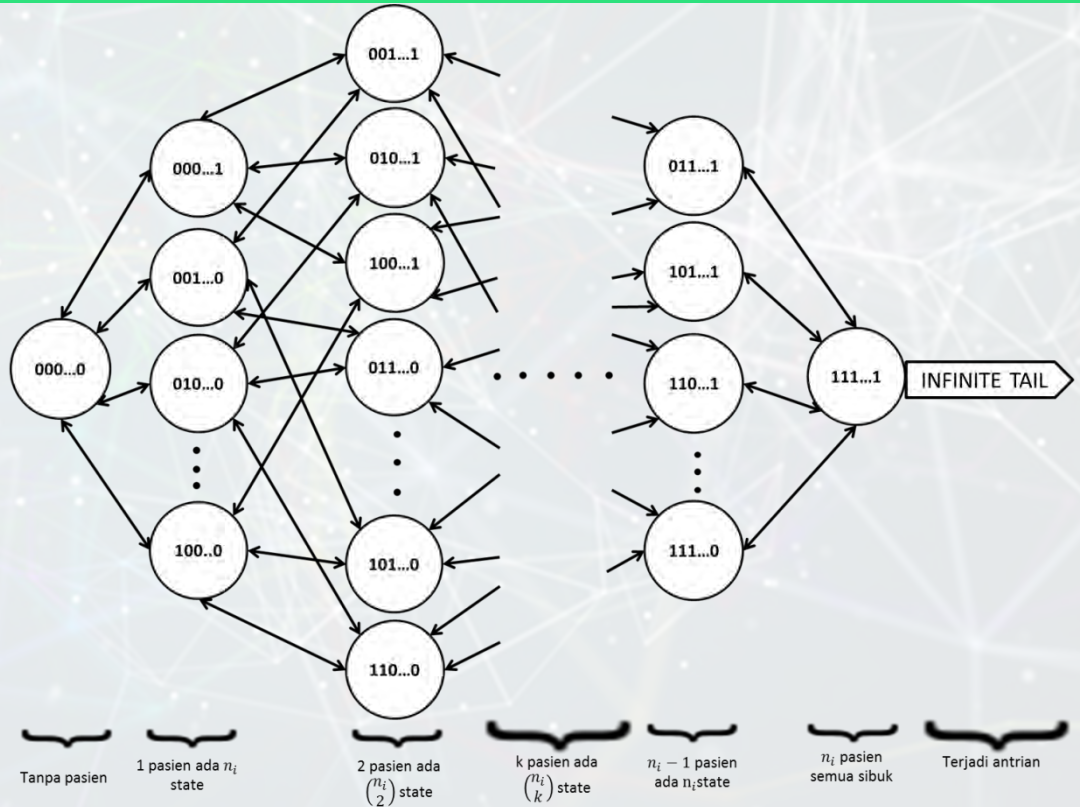 001...1
000...1
010...1
011...1
001...0
100...1
101...1
000...0
010...0
011...0
110...1
111...1
INFINITE TAIL
100..0
101...0
111...0
110...0
Tanpa pasien
1 pasien ada n_i
state
2 pasien ada
(n_i 2) state
k pasien ada
(n_i k) state
n_i − 1 pasien
ada n_i state
n_i pasien
semua sibuk
Terjadi antrian